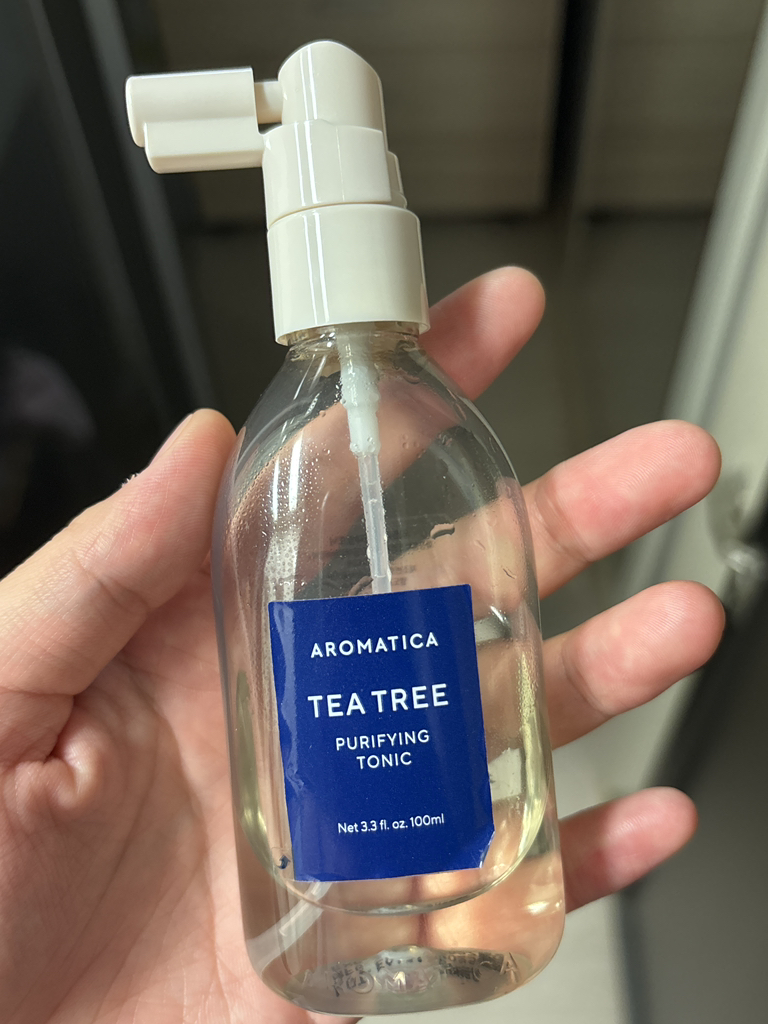 AROMATICA
TEA TREE
PURIFYING
TONIC
Net 3.3 fl. oz. 100ml